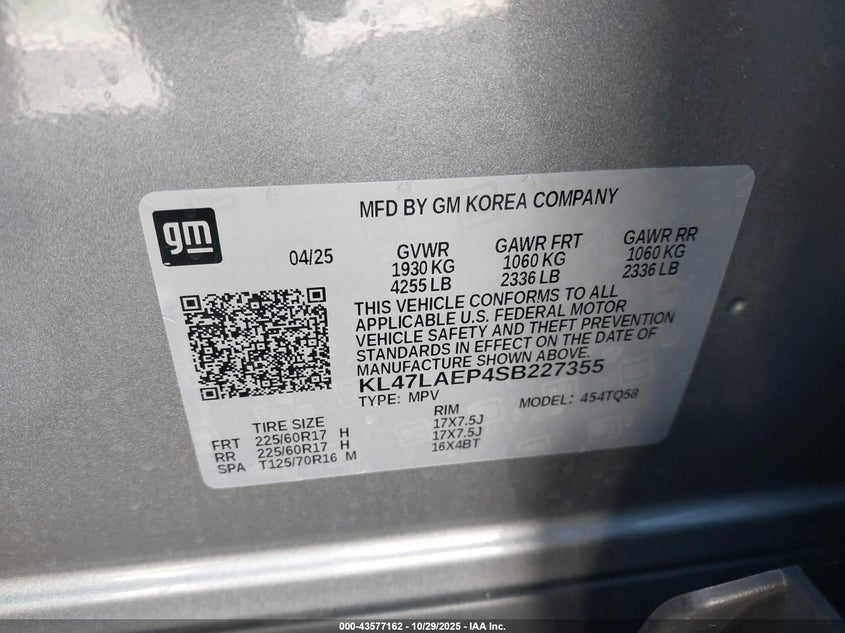 gm
MFD BY GM KOREA COMPANY
04/25
GVWR
1930 KG
4255 LB
GAWR FRT
1060 KG
2336 LB
GAWR RR
1060 KG
2336 LB
THIS VEHICLE CONFORMS TO ALL
APPLICABLE U.S. FEDERAL MOTOR
VEHICLE SAFETY AND THEFT PREVENTION
STANDARDS IN EFFECT ON THE DATE OF
MANUFACTURE SHOWN ABOVE.
KL47LAEP4SB227355
TYPE: MPV
MODEL: 454TQ58
TIRE SIZE RIM
FRT 225/60R17 H 17X7.5J
RR 225/60R17 H 17X7.5J
SPA T125/70R16 M 16X4BT
000-43577162 - 10/29/2025 - IAA Inc.